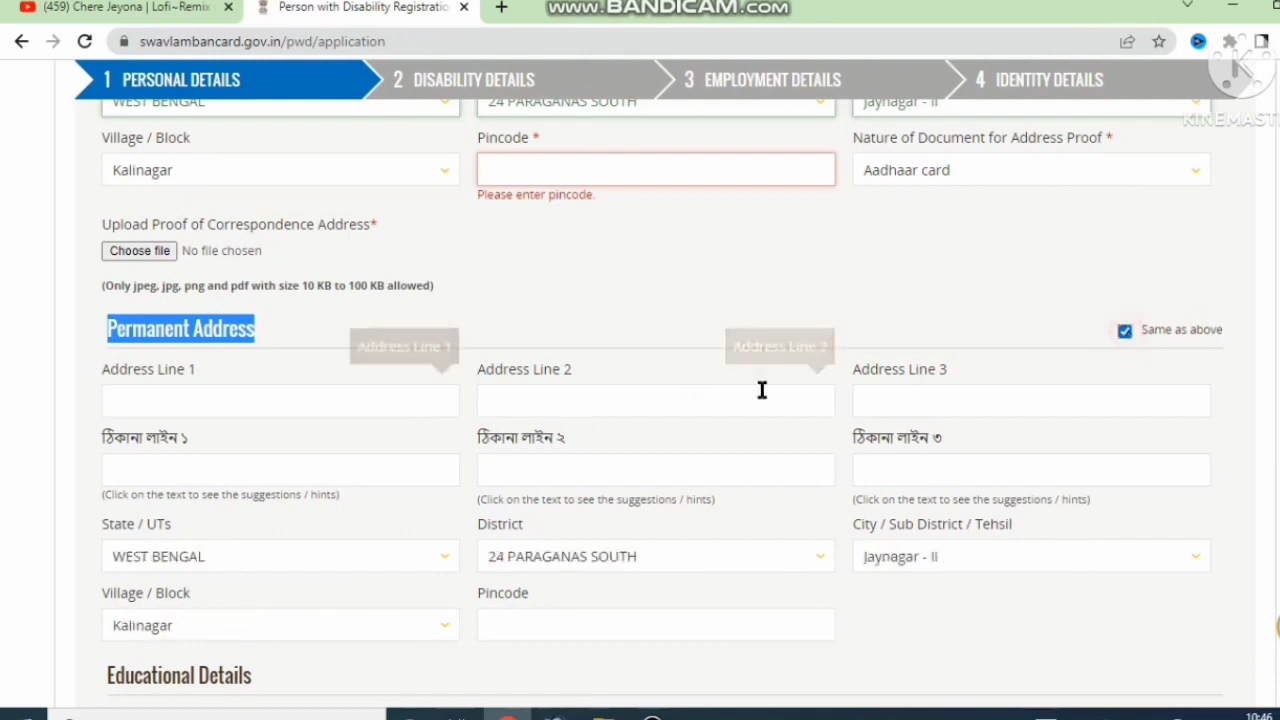 www.BANDICAM.com
(459) Chere Jeyona | Lofi~Remix
Person with Disability Registratio
swavlambancard.gov.in/pwd/application
1 PERSONAL DETAILS
2 DISABILITY DETAILS
3 EMPLOYMENT DETAILS
4 IDENTITY DETAILS
KINEMAST
WEST BENGAL
24 PARAGANAS SOUTH
Jaynagar - II
Village / Block
Pincode *
Nature of Document for Address Proof *
Kalinagar
Aadhaar card
Please enter pincode.
Upload Proof of Correspondence Address*
Choose file No file chosen
(Only jpeg, jpg, png and pdf with size 10 KB to 100 KB allowed)
Permanent Address
Same as above
Address Line 1
Address Line 3
Address Line 1
Address Line 2
Address Line 3
ঠিকানা লাইন ১
ঠিকানা লাইন ২
ঠিকানা লাইন ৩
(Click on the text to see the suggestions / hints)
(Click on the text to see the suggestions / hints)
(Click on the text to see the suggestions / hints)
State / UTs
District
City / Sub District / Tehsil
WEST BENGAL
24 PARAGANAS SOUTH
Jaynagar - II
Village / Block
Pincode
Kalinagar
Educational Details
10:46